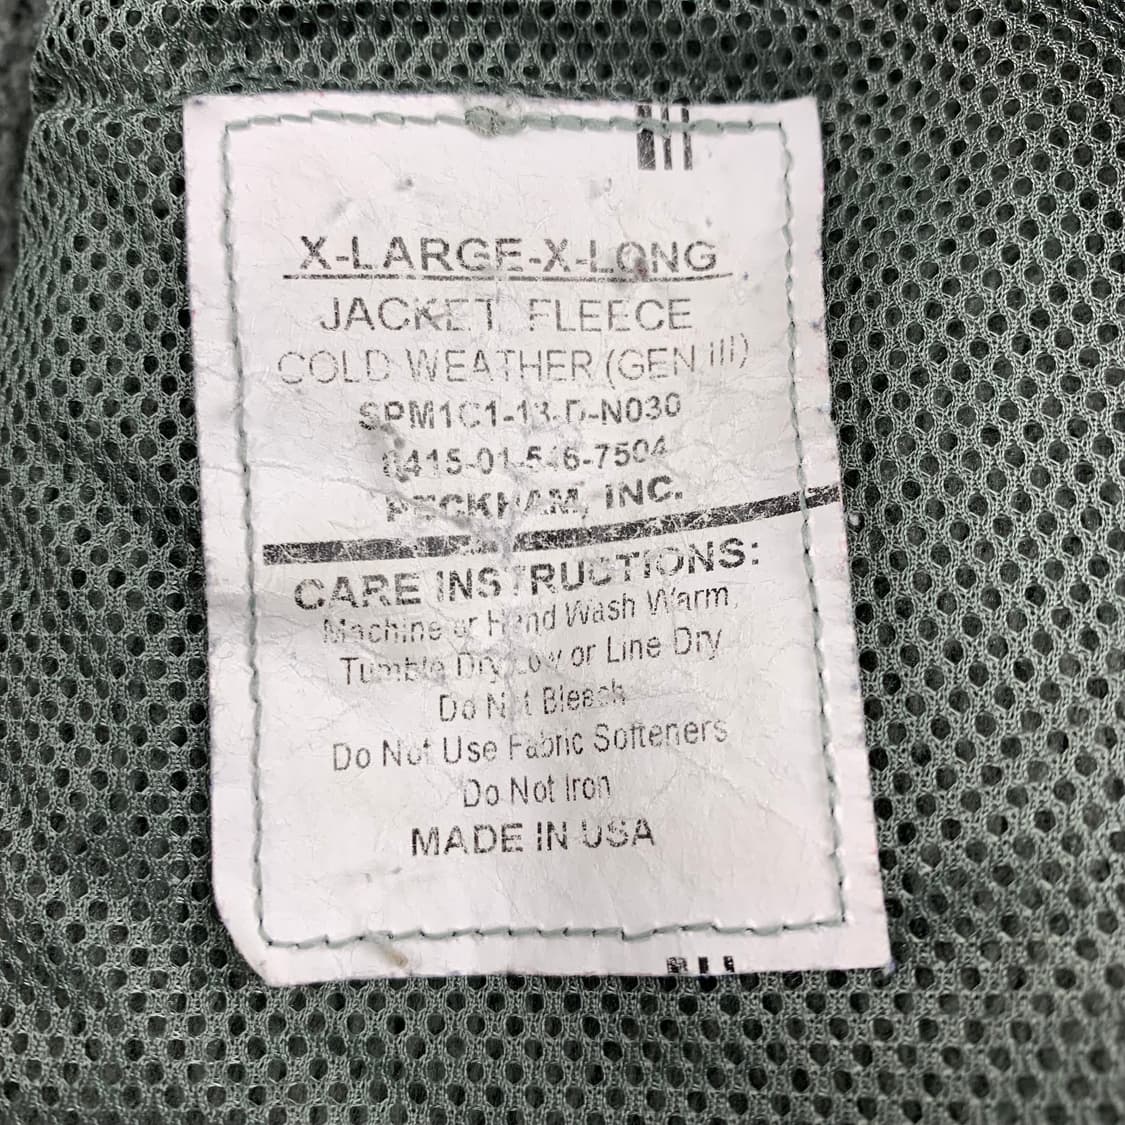 X-LARGE-X-LONG
JACKET, FLEECE
COLD WEATHER (GEN III)
SPM1C1-13-D-N030
8415-01-546-7504
PECKHAM, INC.
CARE INSTRUCTIONS:
Machine or Hand Wash Warm,
Tumble Dry Low or Line Dry
Do Not Bleach
Do Not Use Fabric Softeners
Do Not Iron
MADE IN USA